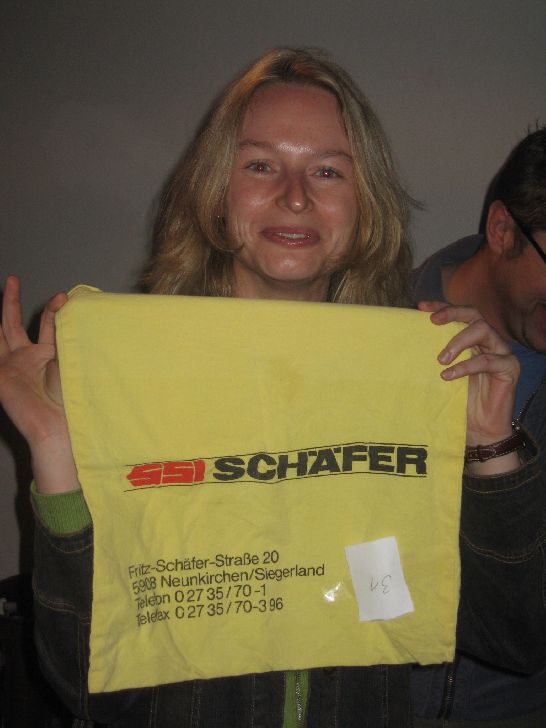 SSI SCHÄFER
Fritz-Schäfer-Straße 20
5908 Neunkirchen/Siegerland
Telefon 0 27 35 / 70 -1
Telefax 0 27 35 / 70-3 96
31